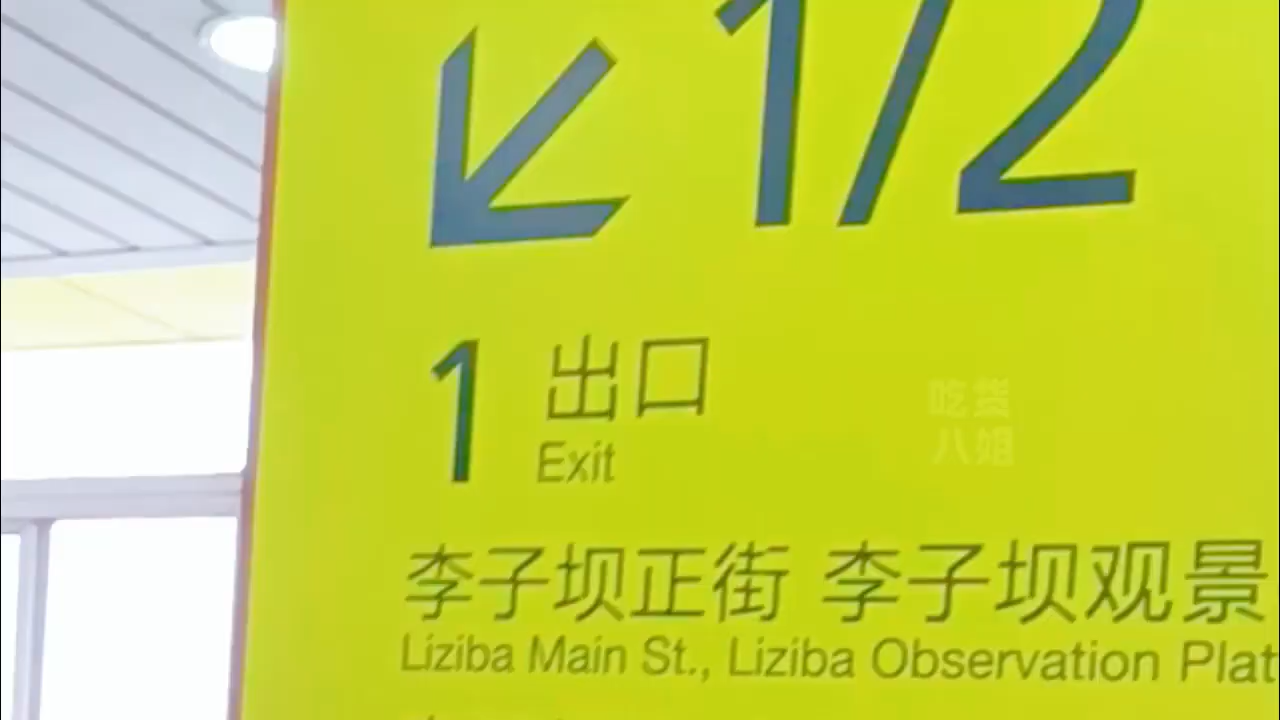 1/2
1 出口
Exit
吃货
八姐
李子坝正街 李子坝观景
Liziba Main St., Liziba Observation Plat